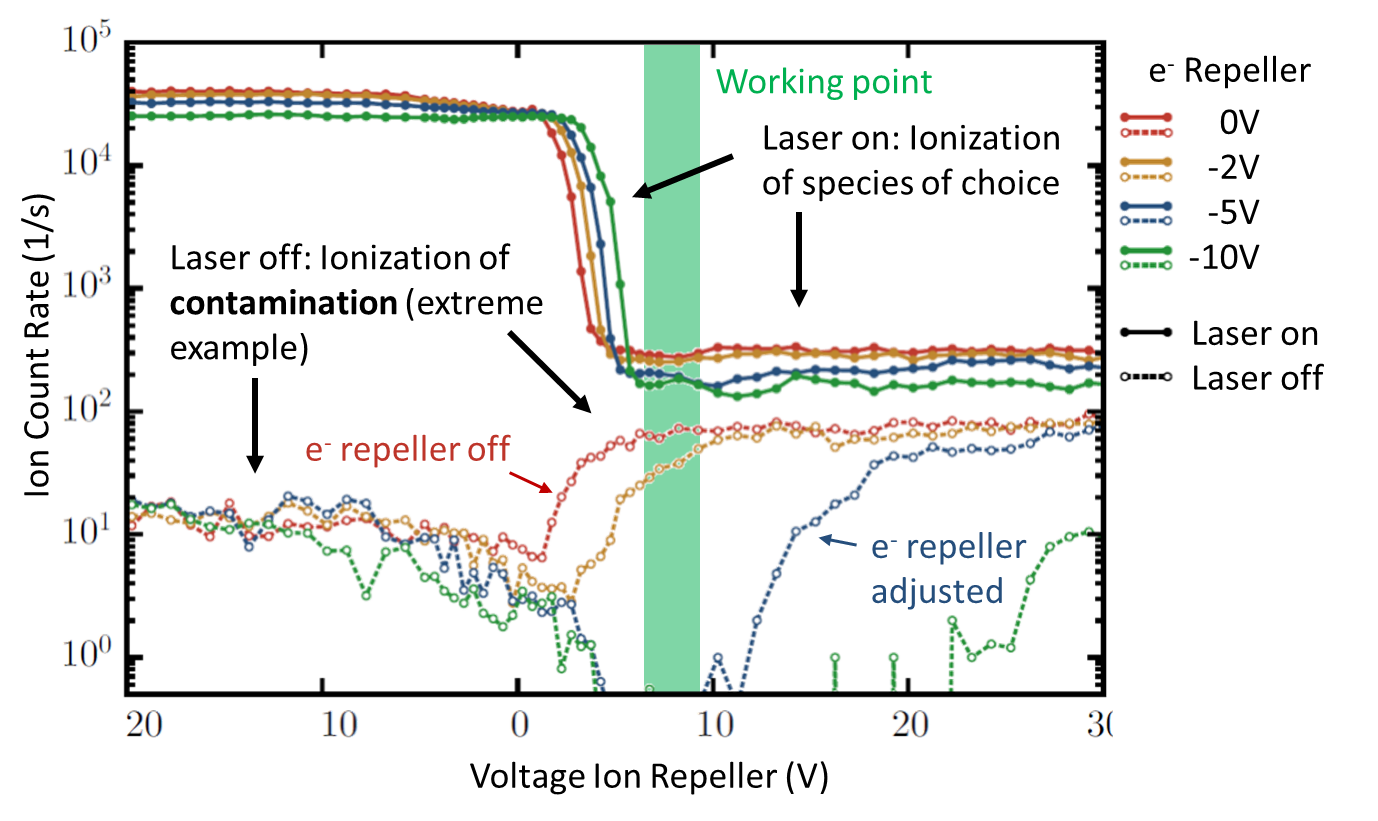 10⁵
10⁴
10³
10²
10¹
10⁰
Ion Count Rate (1/s)
20 10 0 10 20 30
Voltage Ion Repeller (V)
Working point
Laser on: Ionization
of species of choice
Laser off: Ionization of
contamination (extreme
example)
e⁻ repeller off
e⁻ repeller
adjusted
e⁻ Repeller
0V
-2V
-5V
-10V
Laser on
Laser off